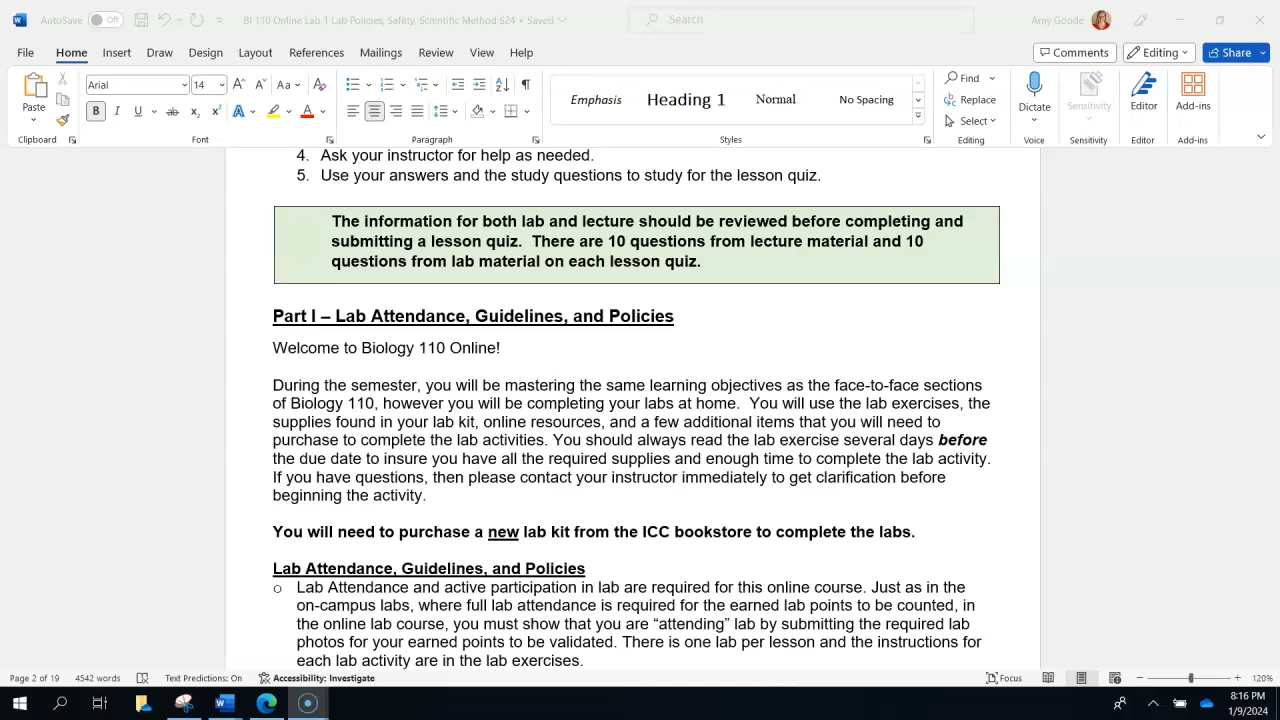 AutoSave Off BI 110 Online Lab 1 Lab Policies, Safety, Scientific Method S24 • Saved Search Amy Goode
File Home Insert Draw Design Layout References Mailings Review View Help Comments Editing Share
Arial 14 Aa Emphasis Heading 1 Normal No Spacing Find Replace Select
Paste Dictate Sensitivity Editor Add-ins
Clipboard Font Paragraph Styles Editing Voice Sensitivity Editor Add-ins
4. Ask your instructor for help as needed.
5. Use your answers and the study questions to study for the lesson quiz.
The information for both lab and lecture should be reviewed before completing and
submitting a lesson quiz. There are 10 questions from lecture material and 10
questions from lab material on each lesson quiz.
Part I – Lab Attendance, Guidelines, and Policies
Welcome to Biology 110 Online!
During the semester, you will be mastering the same learning objectives as the face-to-face sections
of Biology 110, however you will be completing your labs at home. You will use the lab exercises, the
supplies found in your lab kit, online resources, and a few additional items that you will need to
purchase to complete the lab activities. You should always read the lab exercise several days before
the due date to insure you have all the required supplies and enough time to complete the lab activity.
If you have questions, then please contact your instructor immediately to get clarification before
beginning the activity.
You will need to purchase a new lab kit from the ICC bookstore to complete the labs.
Lab Attendance, Guidelines, and Policies
o Lab Attendance and active participation in lab are required for this online course. Just as in the
on-campus labs, where full lab attendance is required for the earned lab points to be counted, in
the online lab course, you must show that you are “attending” lab by submitting the required lab
photos for your earned points to be validated. There is one lab per lesson and the instructions for
each lab activity are in the lab exercises.
Page 2 of 19 4542 words Text Predictions: On Accessibility: Investigate Focus 120%
8:16 PM
1/9/2024